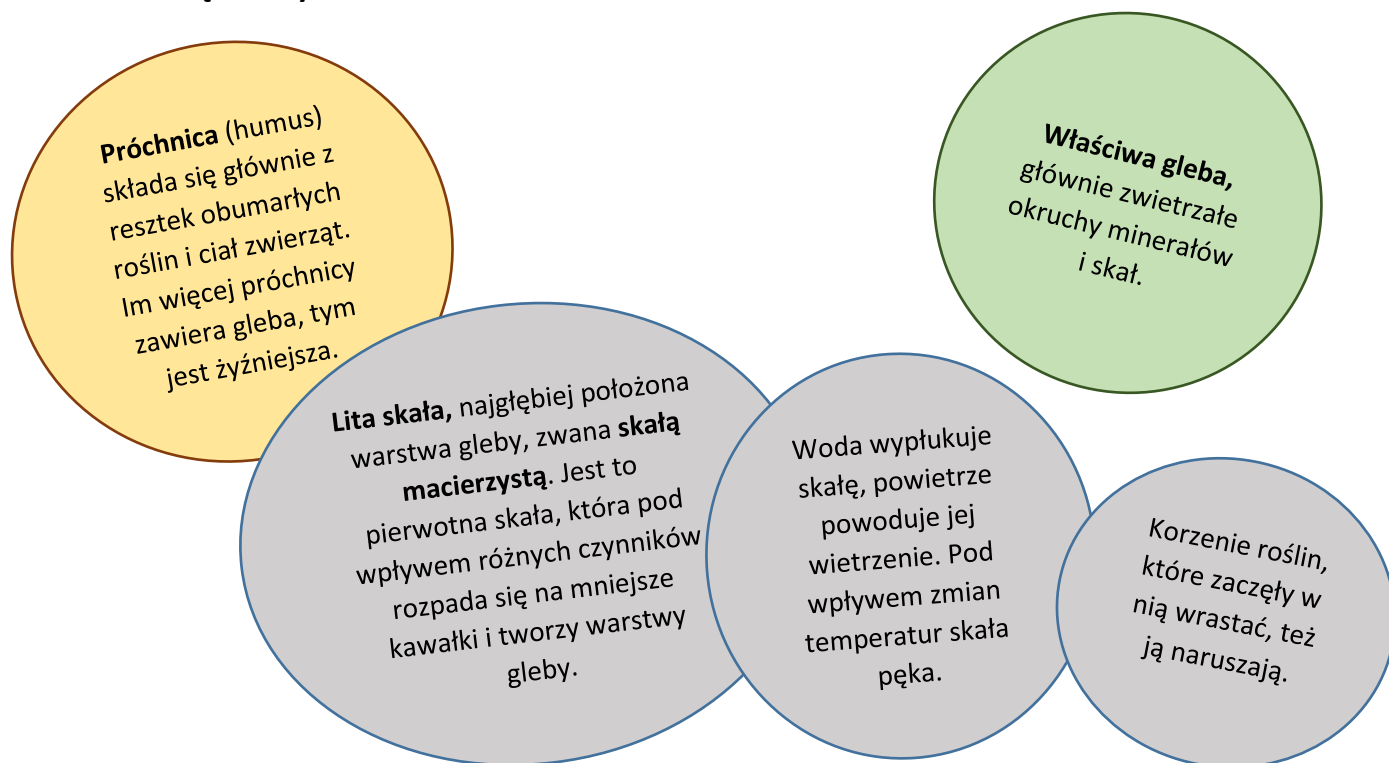 Próchnica (humus)
składa się głównie z
resztek obumarłych
roślin i ciał zwierząt.
Im więcej próchnicy
zawiera gleba, tym
jest żyźniejsza.
Właściwa gleba,
głównie zwietrzałe
okruchy minerałów
i skał.
Lita skała, najgłębiej położona
warstwa gleby, zwana skałą
macierzystą. Jest to
pierwotna skała, która pod
wpływem różnych czynników
rozpada się na mniejsze
kawałki i tworzy warstwy
gleby.
Woda wypłukuje
skałę, powietrze
powoduje jej
wietrzenie. Pod
wpływem zmian
temperatur skała
pęka.
Korzenie roślin,
które zaczęły w
nią wrastać, też
ją naruszają.